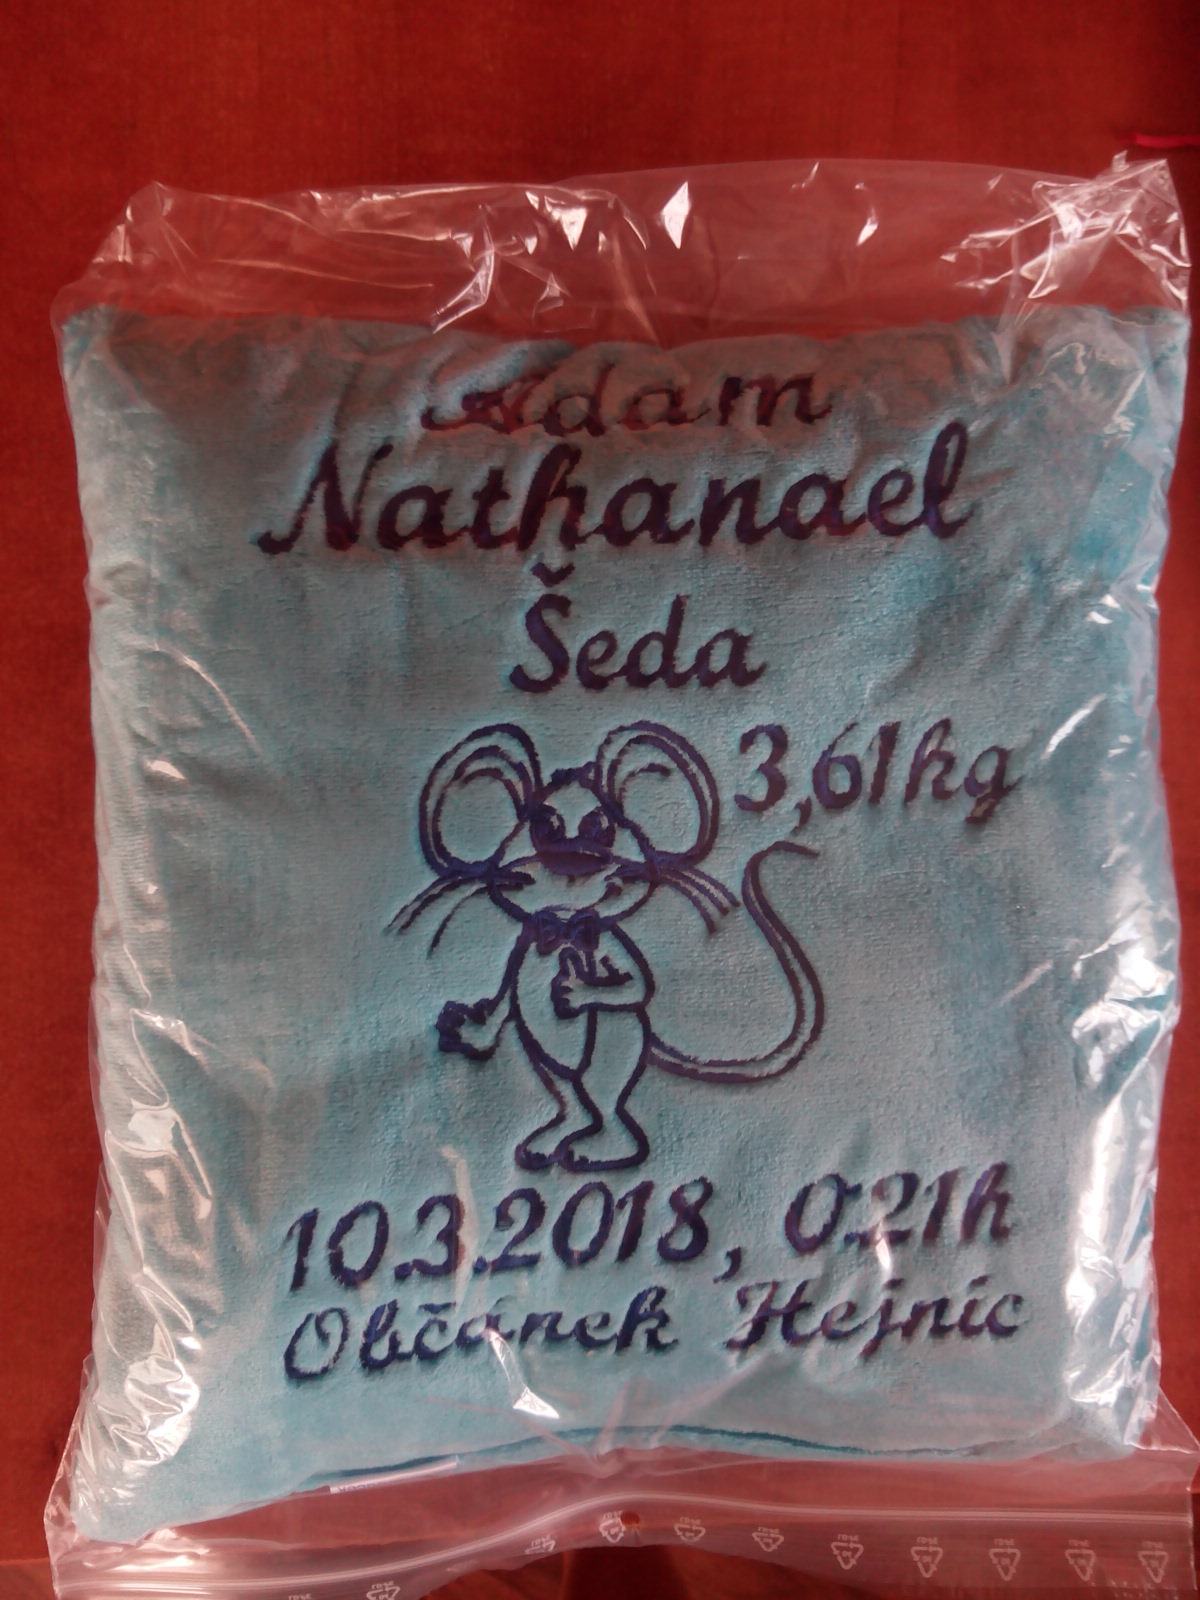 Adam
Nathanael
Šeda
3,61kg
10.3.2018, 0.21h
Občánek Hejnic